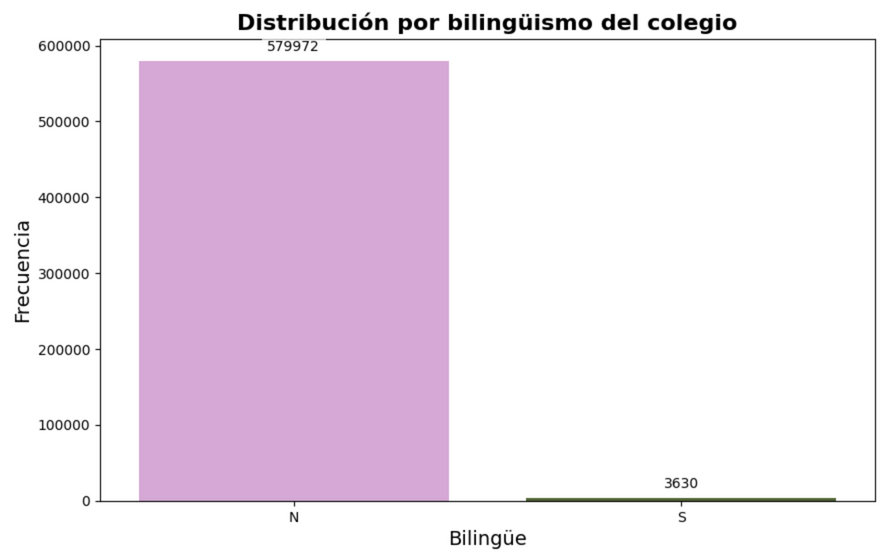 Distribución por bilingüismo del colegio
579972
600000
500000
400000
300000
200000
100000
0
Frecuencia
3630
N
S
Bilingüe